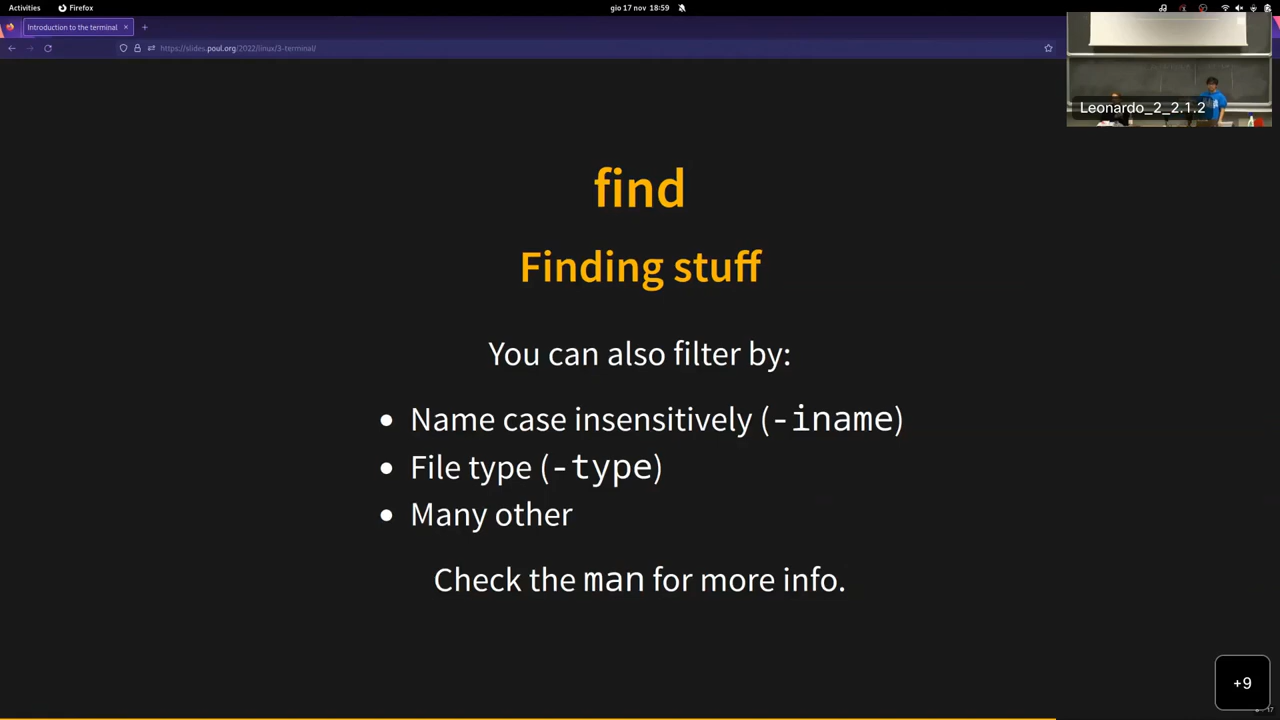 Activities
Firefox
gio 17 nov 18:59
Introduction to the terminal
https://slides.poul.org/2022/linux/3-terminal/
Leonardo_2_2.1.2
find
Finding stuff
You can also filter by:
Name case insensitively (-iname)
File type (-type)
Many other
Check the man for more info.
+9